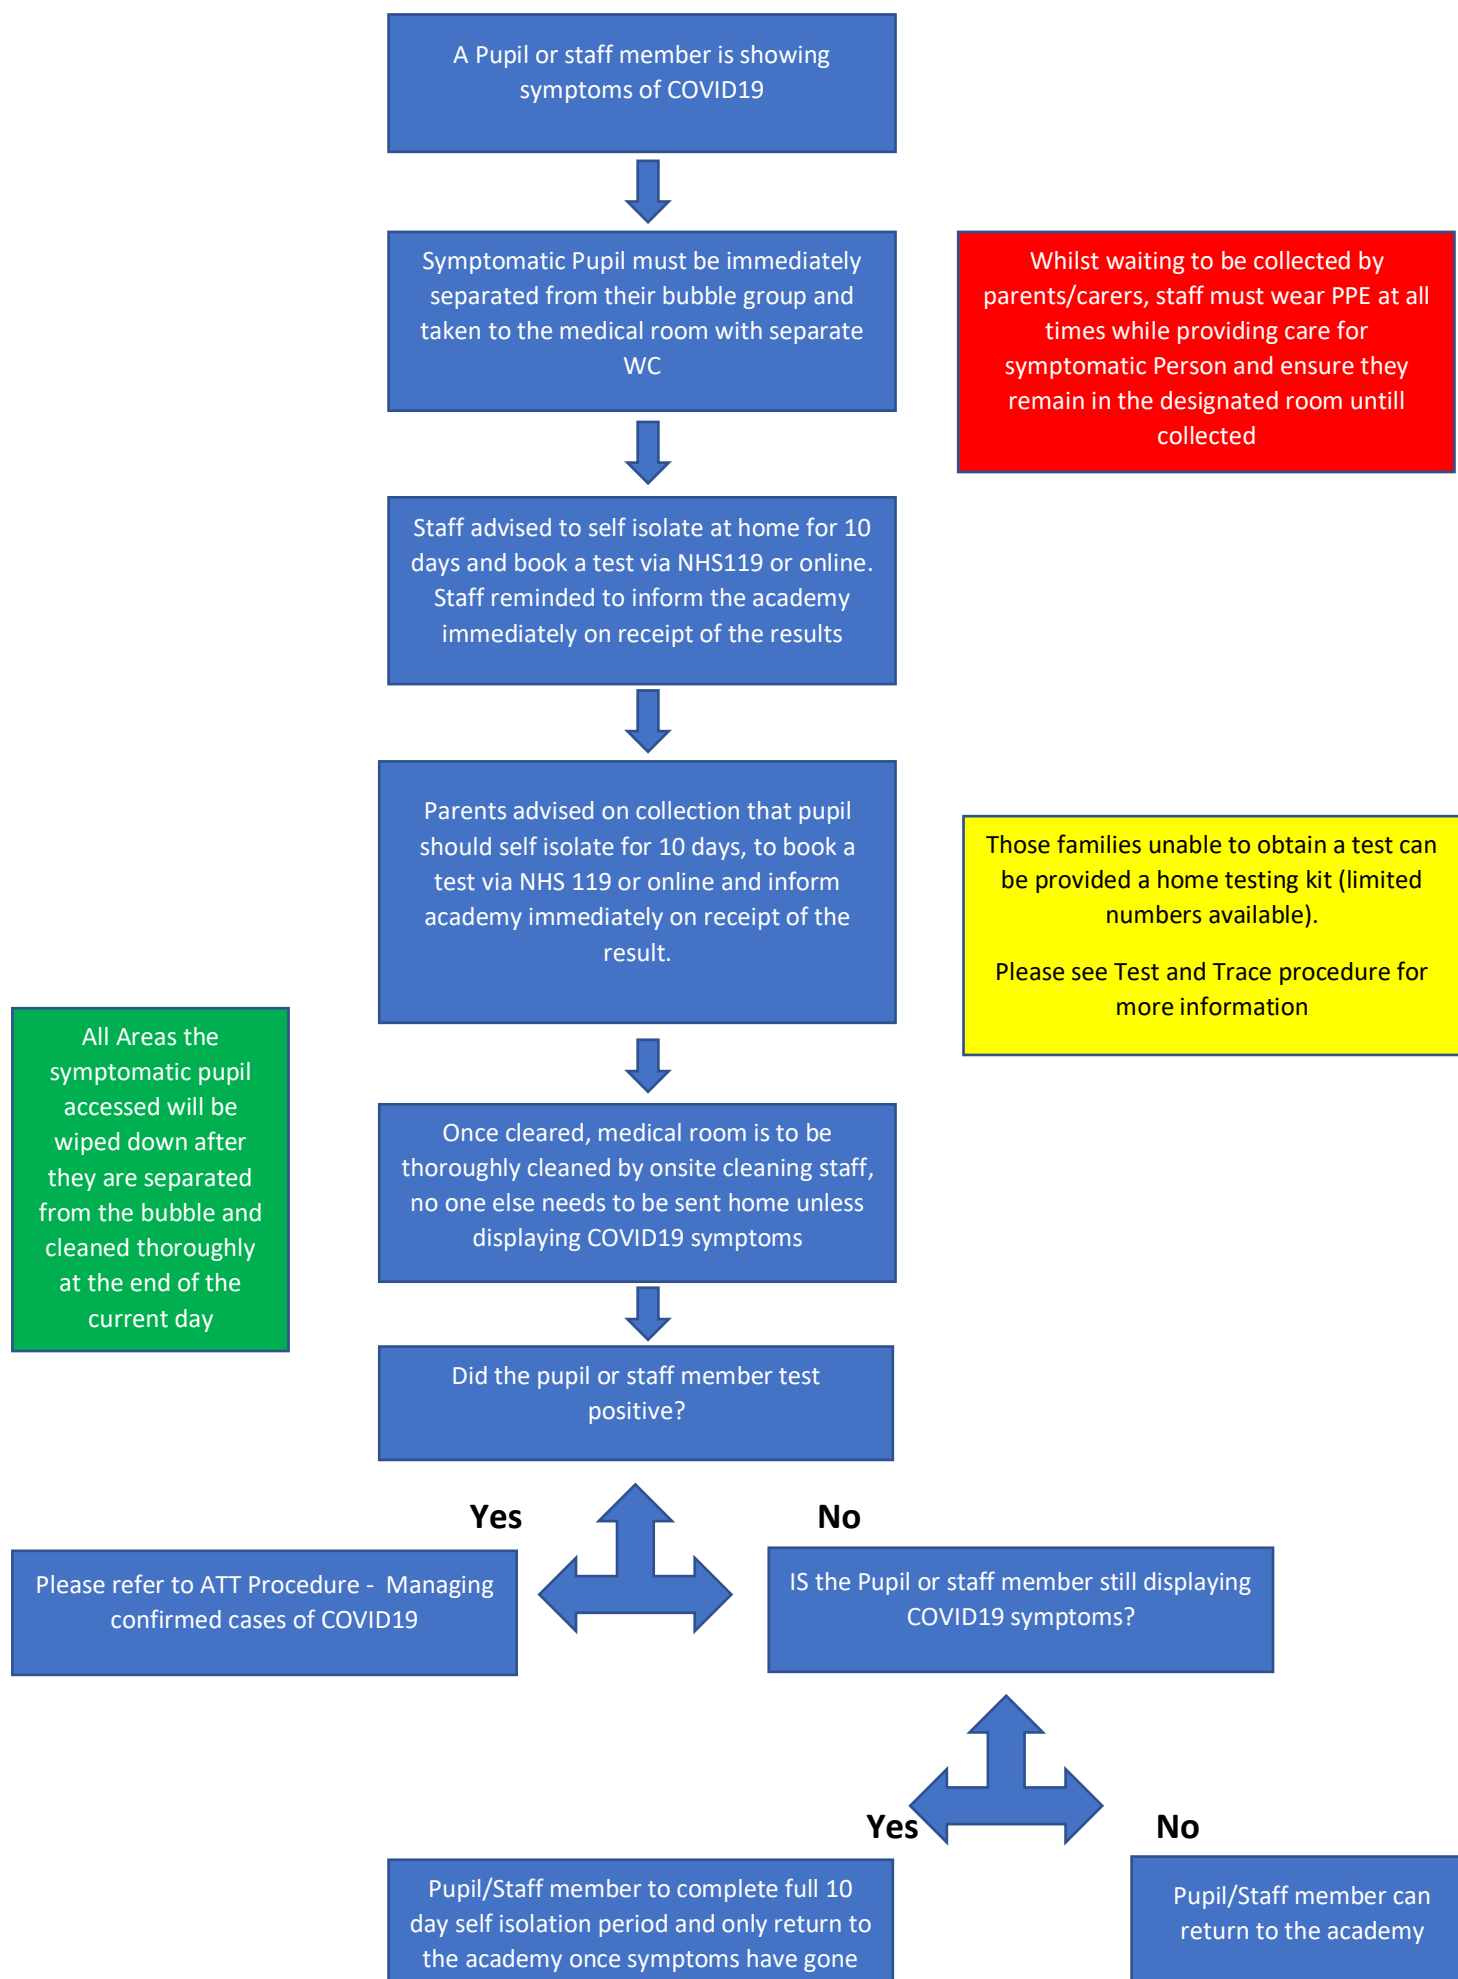 A Pupil or staff member is showing
symptoms of COVID19
Symptomatic Pupil must be immediately
separated from their bubble group and
taken to the medical room with separate
WC
Whilst waiting to be collected by
parents/carers, staff must wear PPE at all
times while providing care for
symptomatic Person and ensure they
remain in the designated room untill
collected
Staff advised to self isolate at home for 10
days and book a test via NHS119 or online.
Staff reminded to inform the academy
immediately on receipt of the results
Parents advised on collection that pupil
should self isolate for 10 days, to book a
test via NHS 119 or online and inform
academy immediately on receipt of the
result.
Those families unable to obtain a test can
be provided a home testing kit (limited
numbers available).
Please see Test and Trace procedure for
more information
All Areas the
symptomatic pupil
accessed will be
wiped down after
they are separated
from the bubble and
cleaned thoroughly
at the end of the
current day
Once cleared, medical room is to be
thoroughly cleaned by onsite cleaning staff,
no one else needs to be sent home unless
displaying COVID19 symptoms
Did the pupil or staff member test
positive?
Yes
No
Please refer to ATT Procedure - Managing
confirmed cases of COVID19
IS the Pupil or staff member still displaying
COVID19 symptoms?
Yes
No
Pupil/Staff member to complete full 10
day self isolation period and only return to
the academy once symptoms have gone
Pupil/Staff member can
return to the academy